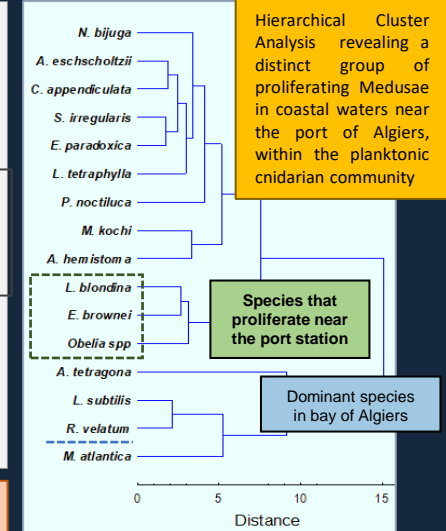 Hierarchical Cluster
Analysis revealing a
distinct group of
proliferating Medusae
in coastal waters near
the port of Algiers,
within the planktonic
cnidarian community
N. bijuga
A. eschscholtzii
C. appendiculata
S. irregularis
E. paradoxica
L. tetraphylla
P. noctiluca
M. kochi
A. hemistoma
L. blondina
E. brownei
Obelia spp
Species that
proliferate near
the port station
A. tetragona
L. subtilis
R. velatum
M. atlantica
Dominant species
in bay of Algiers
0 5 10 15
Distance